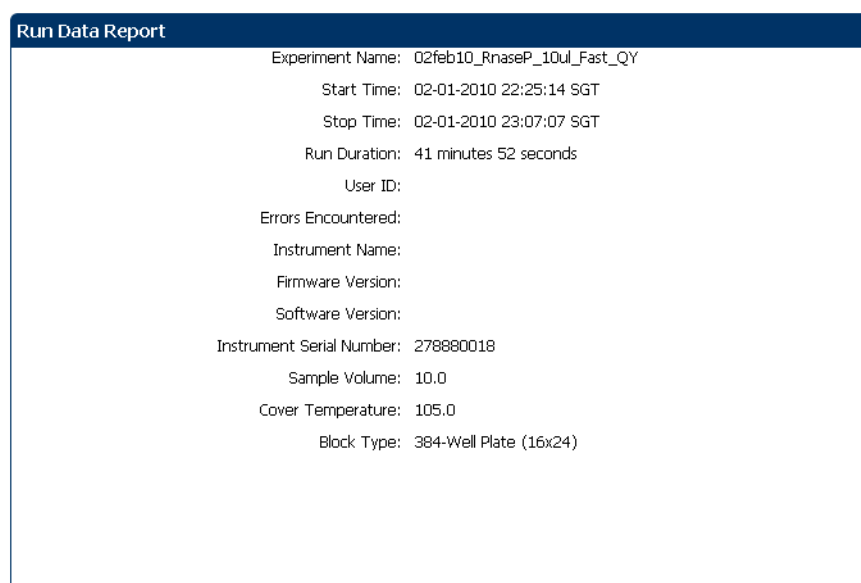 Run Data Report
Experiment Name: 02feb10_RnaseP_10ul_Fast_QY
Start Time: 02-01-2010 22:25:14 SGT
Stop Time: 02-01-2010 23:07:07 SGT
Run Duration: 41 minutes 52 seconds
User ID:
Errors Encountered:
Instrument Name:
Firmware Version:
Software Version:
Instrument Serial Number: 278880018
Sample Volume: 10.0
Cover Temperature: 105.0
Block Type: 384-Well Plate (16x24)